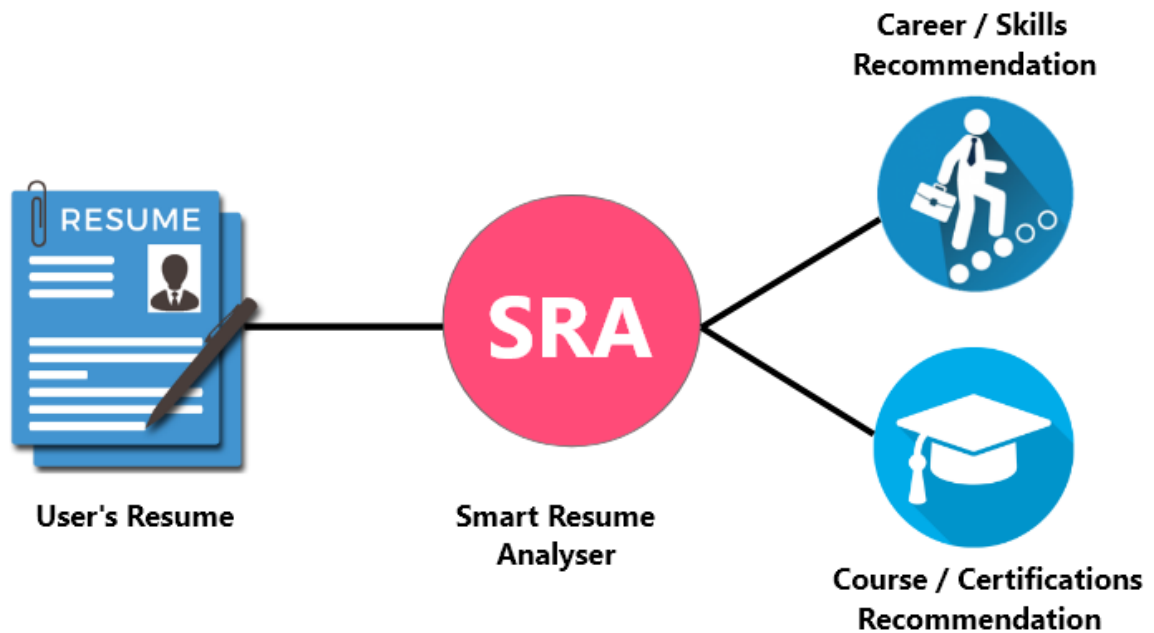 Career / Skills
Recommendation
RESUME
SRA
User's Resume
Smart Resume
Analyser
Course / Certifications
Recommendation